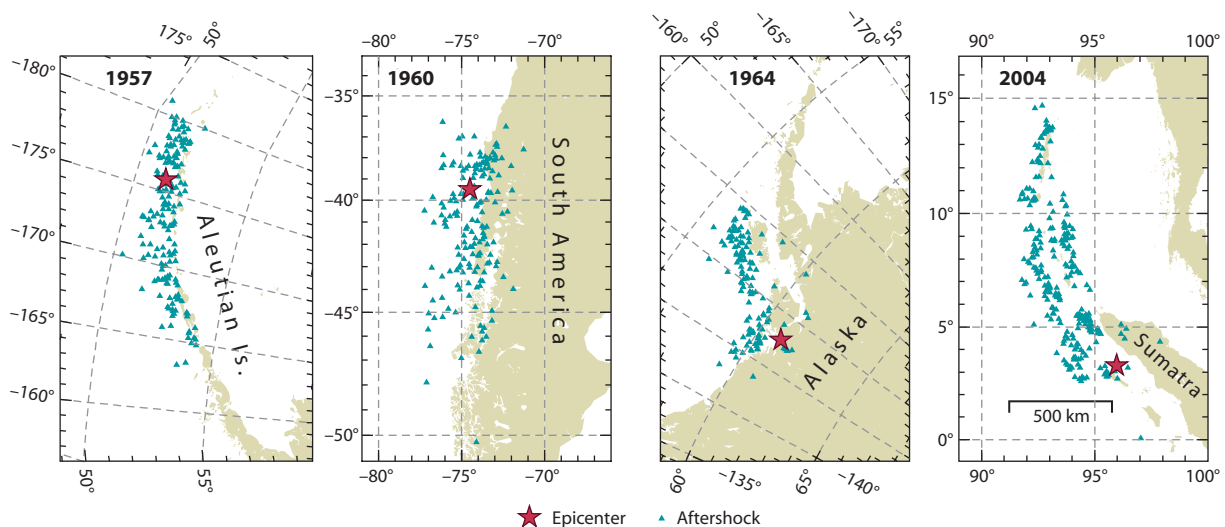 175° 50°
−180°
−175°
−170°
−165°
−160°
50° 55°
1957
Aleutian Is.
−80° −75° −70°
1960
−35°
−40°
−45°
−50°
South America
−80° −75° −70°
−160° 50° −165° −170° 55°
1964
Alaska
60° −135° 65° −140°
90° 95° 100°
2004
15°
10°
5°
0°
Sumatra
500 km
90° 95° 100°
Epicenter Aftershock